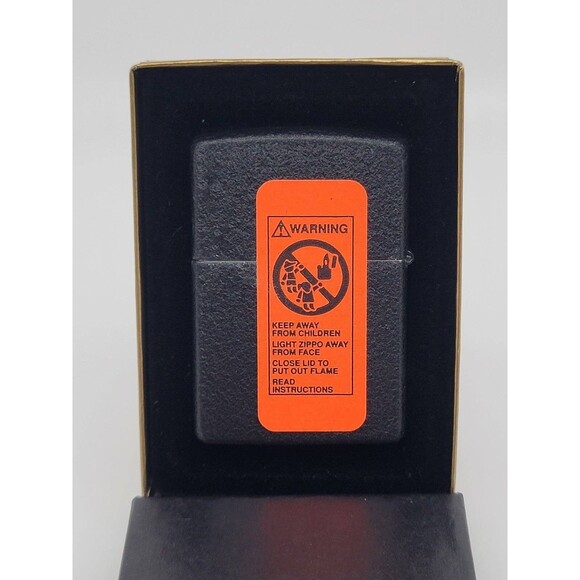 WARNING
KEEP AWAY
FROM CHILDREN
LIGHT ZIPPO AWAY
FROM FACE
CLOSE LID TO
PUT OUT FLAME
READ
INSTRUCTIONS